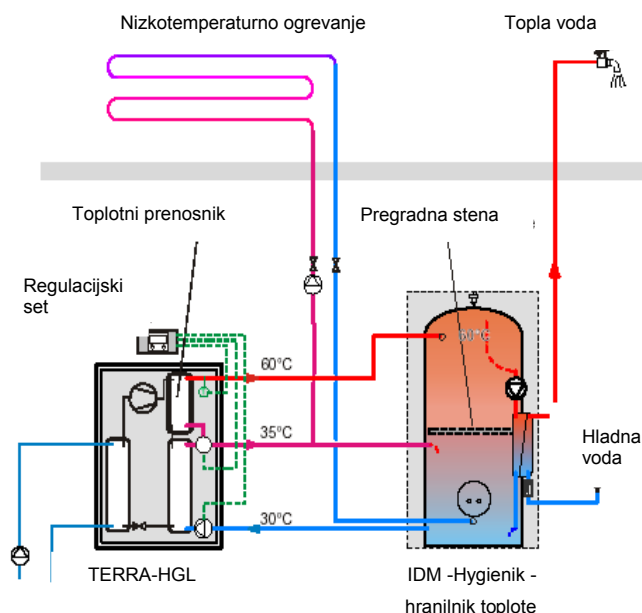 Nizkotemperaturno ogrevanje
Topla voda
Toplotni prenosnik
Pregradna stena
Regulacijski
set
60°C
60°C
35°C
Hladna
voda
30°C
TERRA-HGL
IDM -Hygienik -
hranilnik toplote